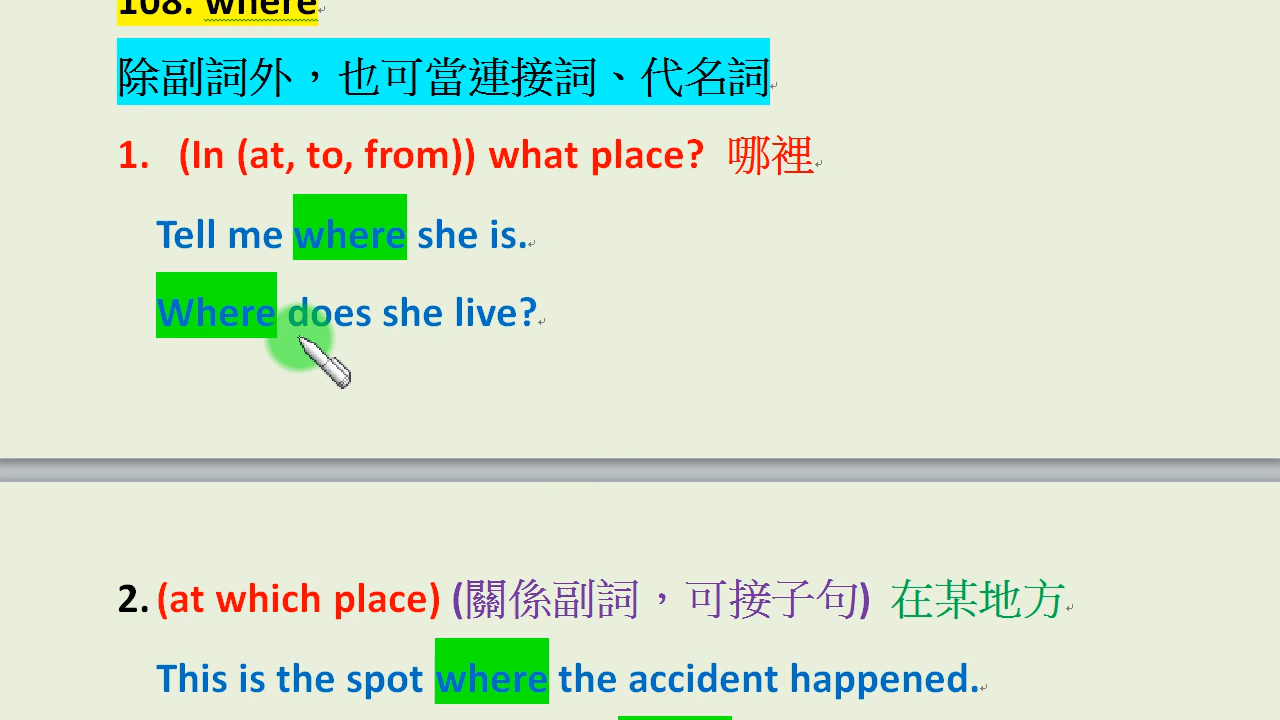 108. where
除副詞外，也可當連接詞、代名詞
1. (In (at, to, from)) what place? 哪裡
Tell me where she is.
Where does she live?
2. (at which place) (關係副詞，可接子句) 在某地方
This is the spot where the accident happened.